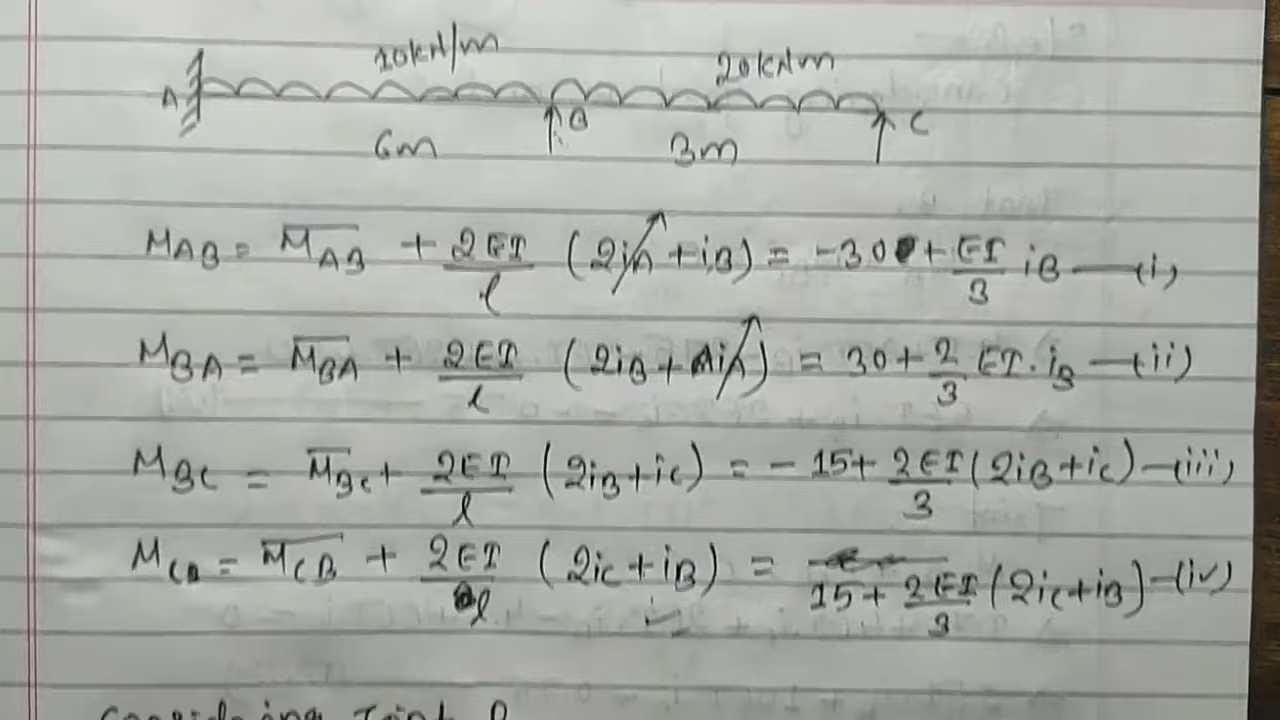 10kN/m 20kN/m
A B C
6m 3m
MAB = M̅AB + 2EI/l (2iA + iB) = -30 + EI/3 iB —(i)
MBA = M̅BA + 2EI/l (2iB + iA) = 30 + 2/3 EI. iB —(ii)
MBC = M̅BC + 2EI/l (2iB + iC) = - 15 + 2EI/3 (2iB + iC) —(iii)
MCB = M̅CB + 2EI/l (2iC + iB) = 15 + 2EI/3 (2iC + iB) —(iv)
Considering Joint B